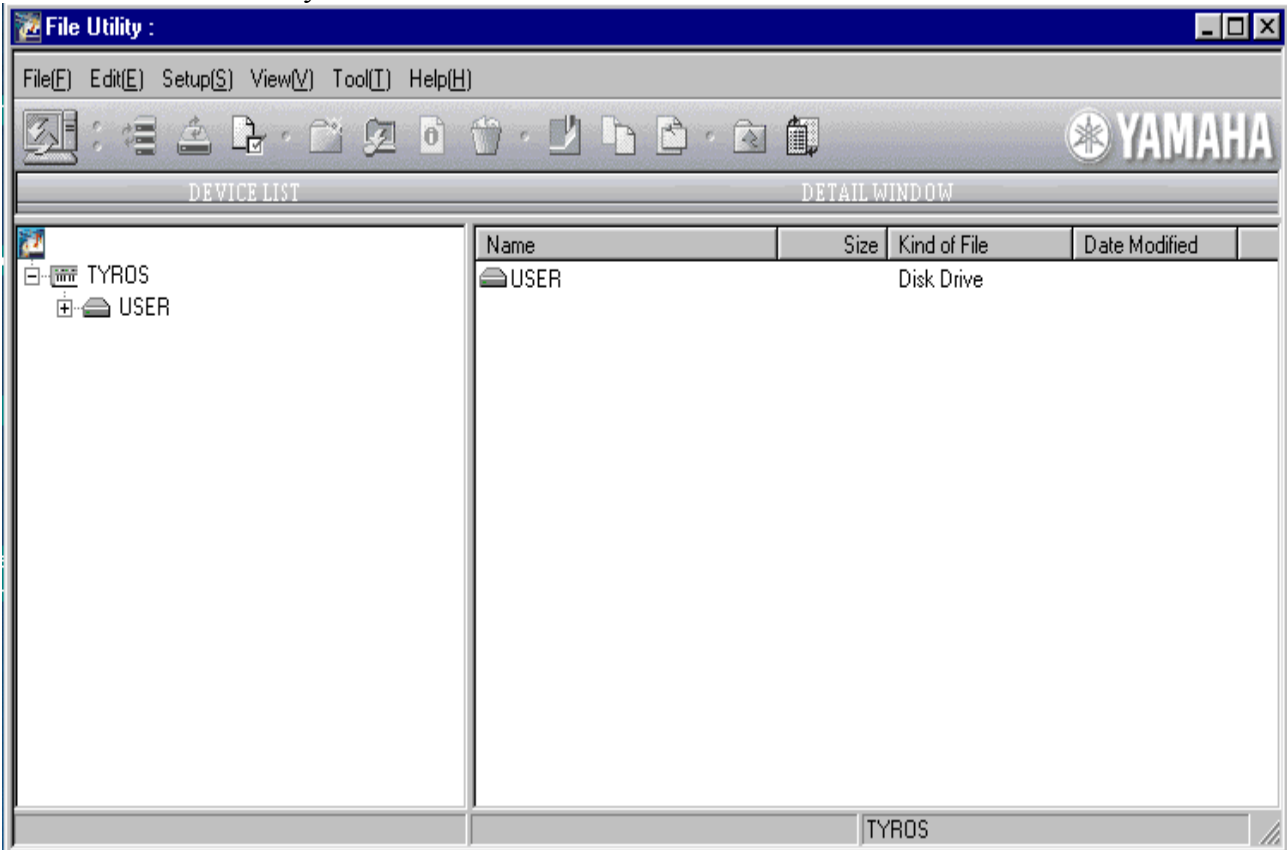 File Utility :
File(F) Edit(E) Setup(S) View(V) Tool(T) Help(H)
YAMAHA
DEVICE LIST DETAIL WINDOW
Name Size Kind of File Date Modified
TYROS USER Disk Drive
USER
TYROS